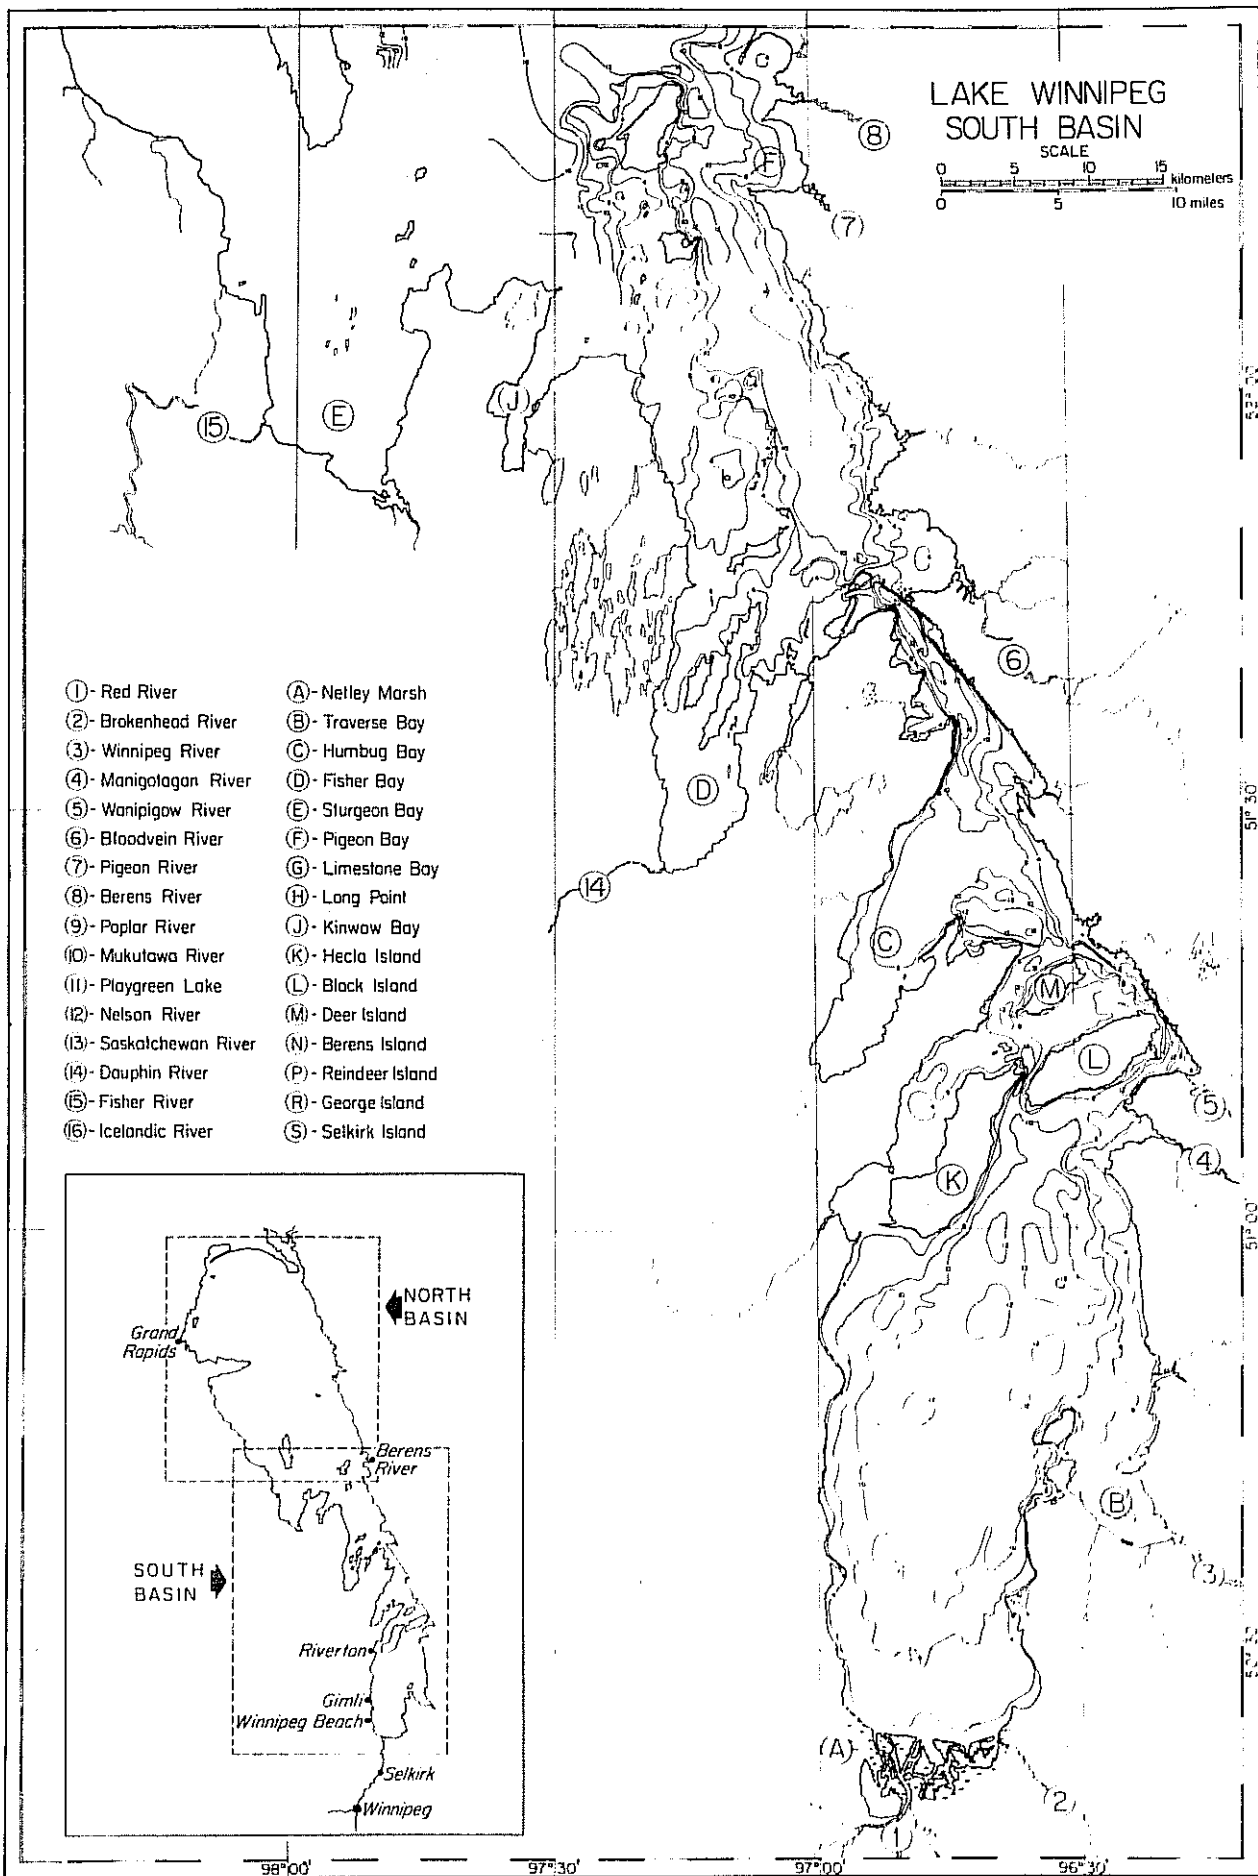 LAKE WINNIPEG
SOUTH BASIN
SCALE
0 5 10 15 kilometers
0 5 10 miles
8
F
7
15
E
J
6
D
14
C
M
L
5
4
K
B
3
(A)
2
1
1 - Red River
2 - Brokenhead River
3 - Winnipeg River
4 - Manigotagan River
5 - Wanipigow River
6 - Bloodvein River
7 - Pigeon River
8 - Berens River
9 - Poplar River
10 - Mukutawa River
11 - Playgreen Lake
12 - Nelson River
13 - Saskatchewan River
14 - Dauphin River
15 - Fisher River
16 - Icelandic River
A - Netley Marsh
B - Traverse Bay
C - Humbug Bay
D - Fisher Bay
E - Sturgeon Bay
F - Pigeon Bay
G - Limestone Bay
H - Long Point
J - Kinwow Bay
K - Hecla Island
L - Black Island
M - Deer Island
N - Berens Island
P - Reindeer Island
R - George Island
S - Selkirk Island
NORTH
BASIN
Grand
Rapids
Berens
River
SOUTH
BASIN
Riverton
Gimli
Winnipeg Beach
Selkirk
Winnipeg
51° 30'
51° 00'
98° 00'
97° 30'
97° 00'
96° 30'